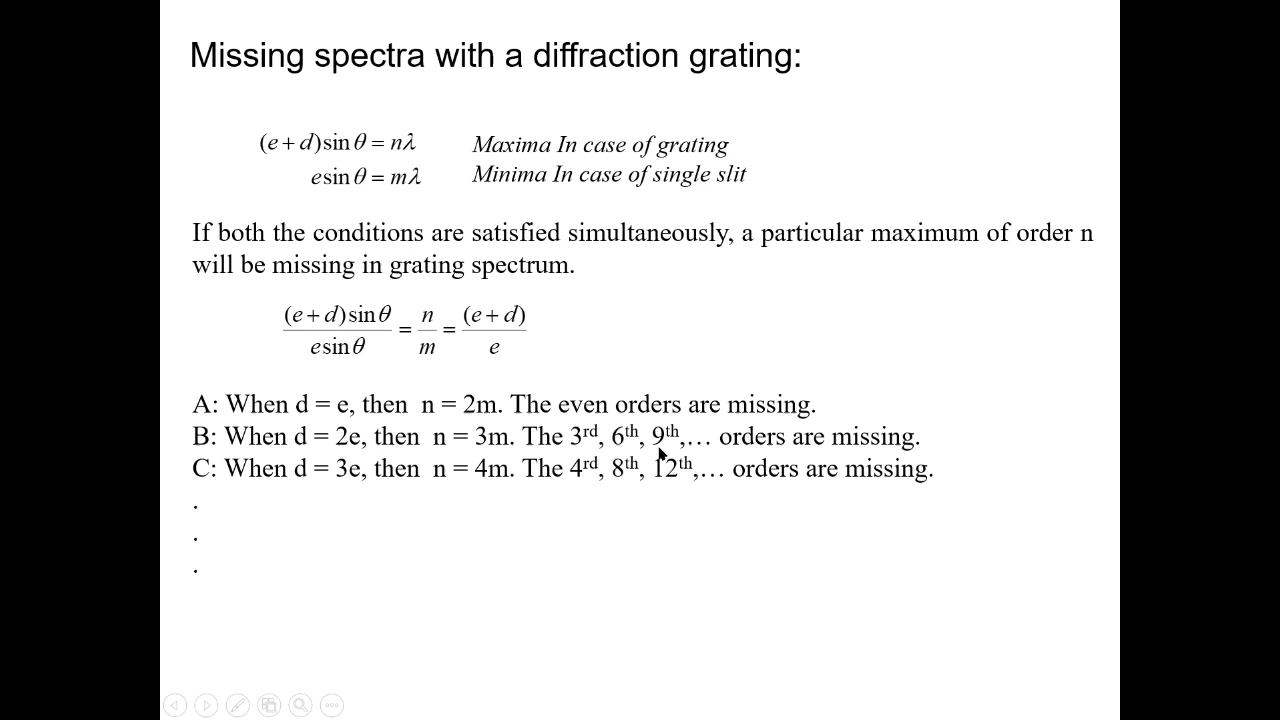 Missing spectra with a diffraction grating:
(e + d)sin θ = nλ Maxima In case of grating
esin θ = mλ Minima In case of single slit
If both the conditions are satisfied simultaneously, a particular maximum of order n
will be missing in grating spectrum.
(e + d)sin θ / esin θ = n / m = (e + d) / e
A: When d = e, then n = 2m. The even orders are missing.
B: When d = 2e, then n = 3m. The 3rd, 6th, 9th,… orders are missing.
C: When d = 3e, then n = 4m. The 4rd, 8th, 12th,… orders are missing.
.
.
.